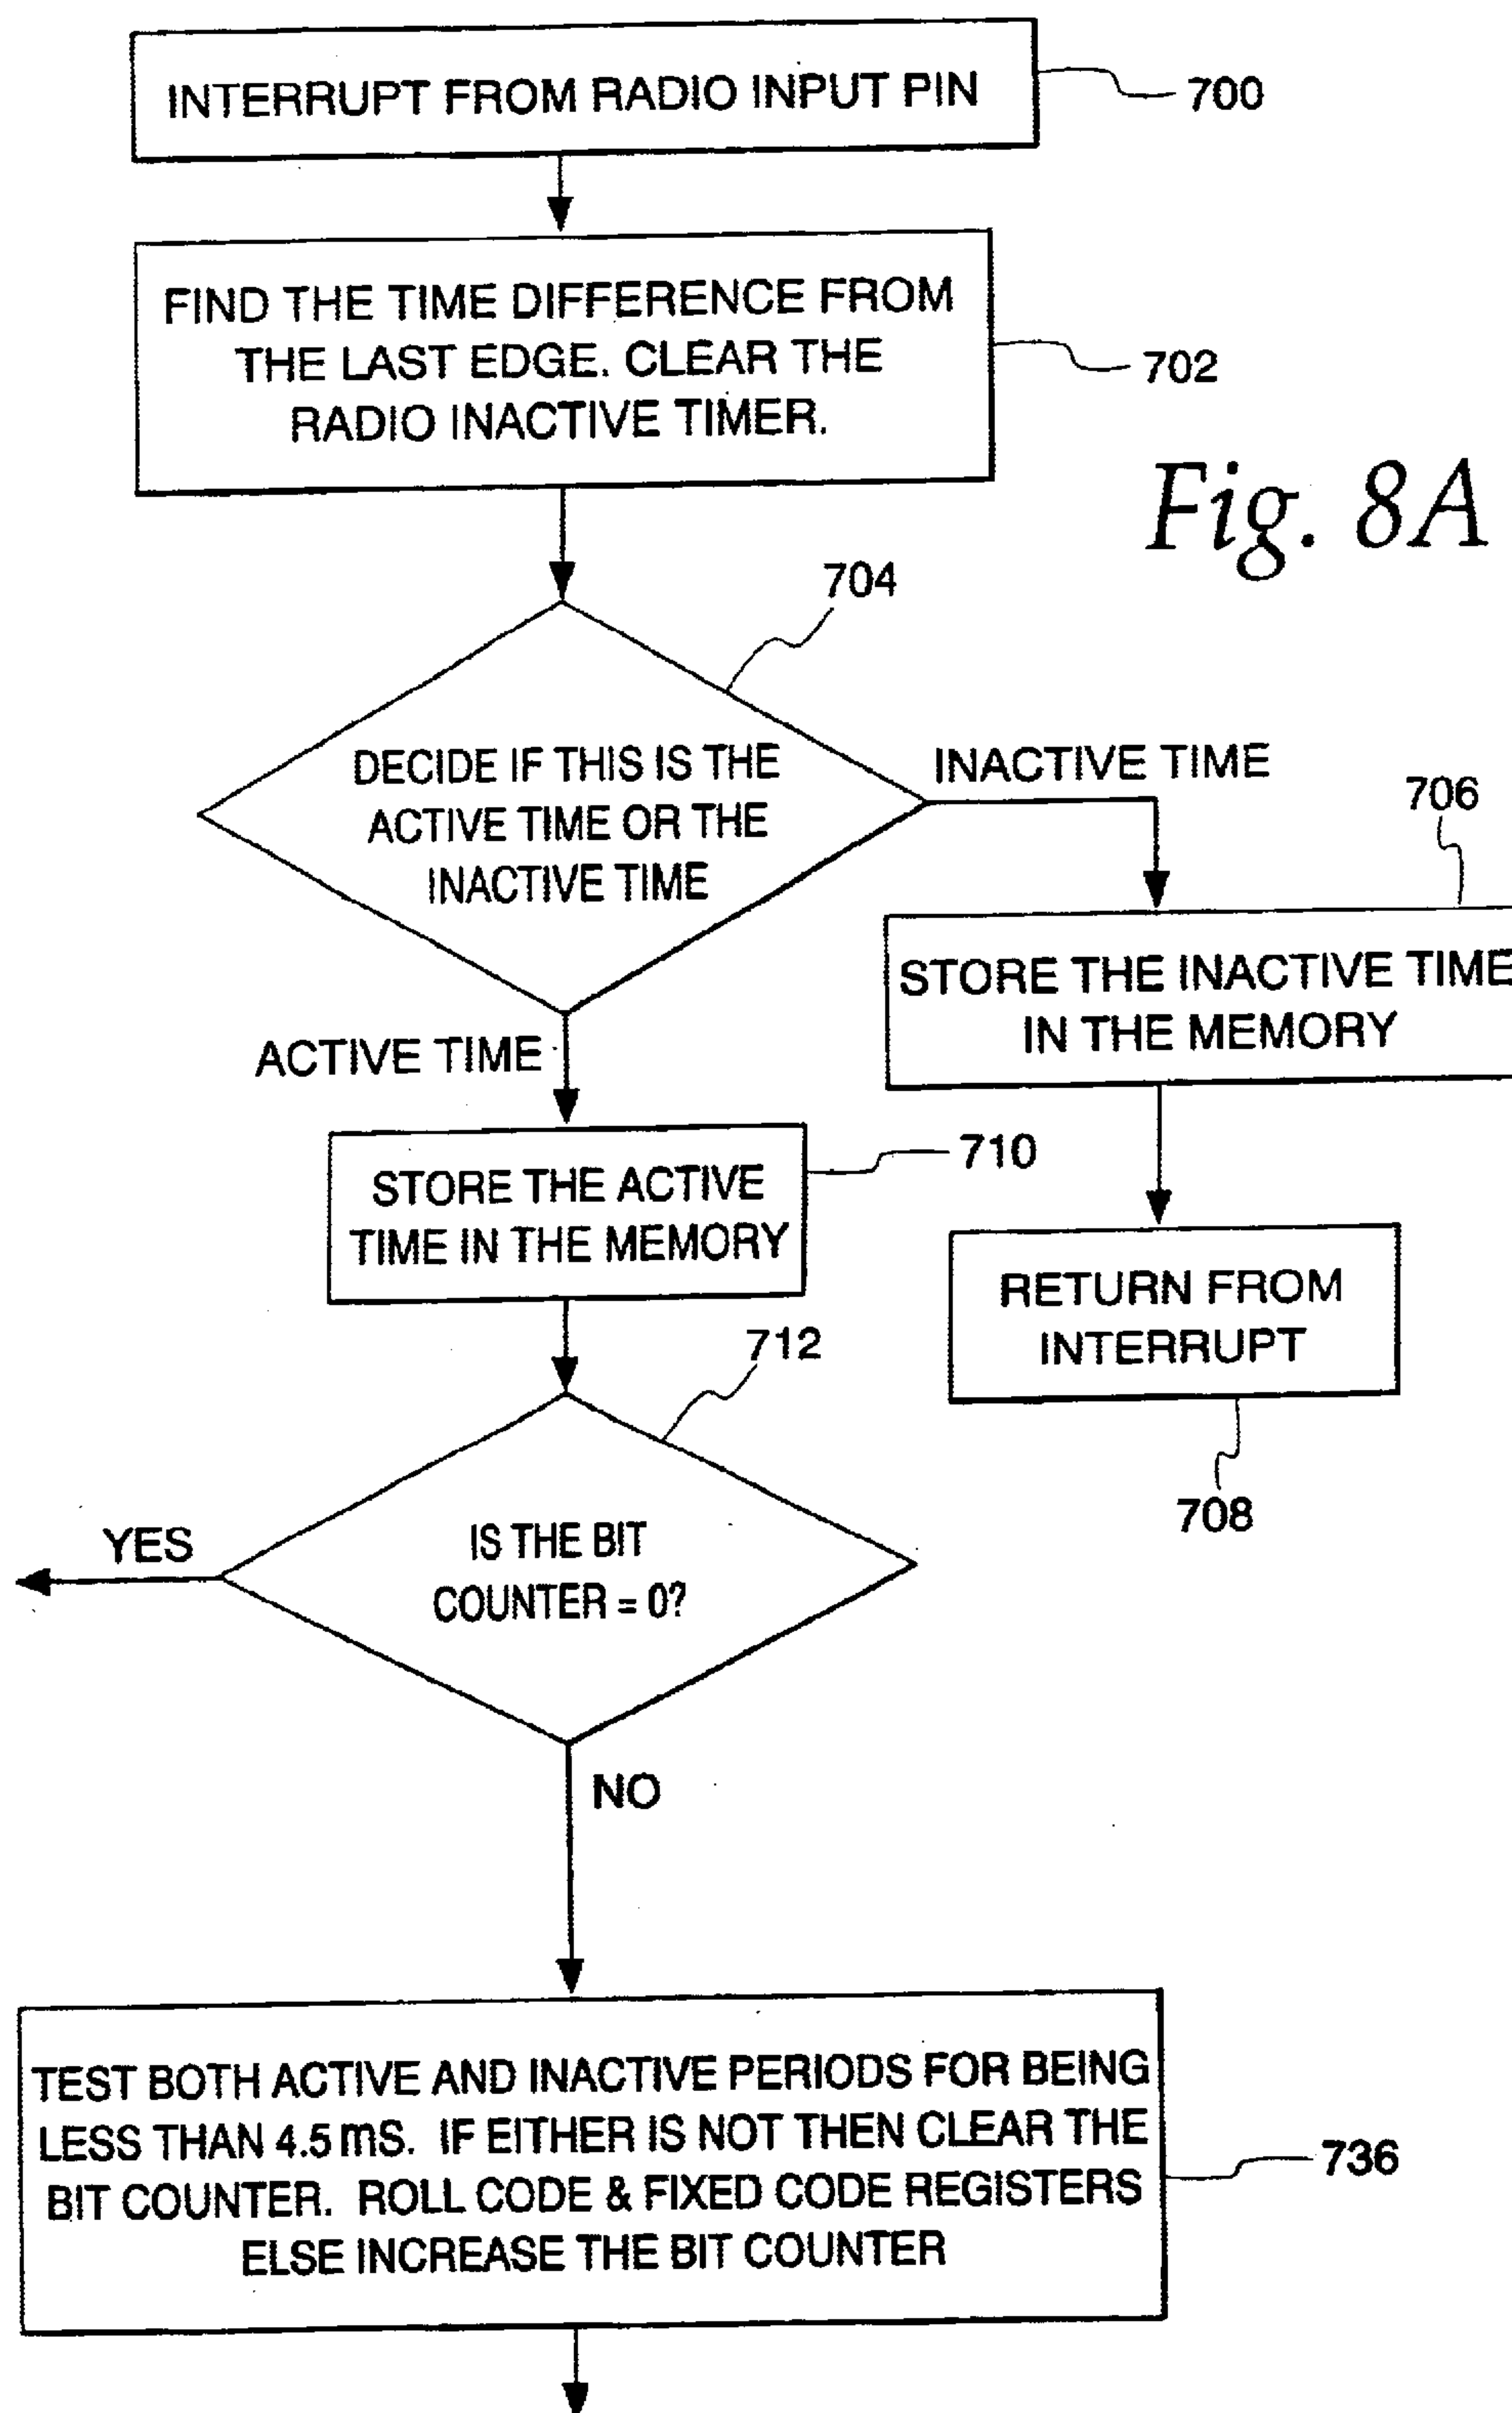 INTERRUPT FROM RADIO INPUT PIN
700
FIND THE TIME DIFFERENCE FROM
THE LAST EDGE. CLEAR THE
RADIO INACTIVE TIMER.
702
Fig. 8A
704
DECIDE IF THIS IS THE
ACTIVE TIME OR THE
INACTIVE TIME
INACTIVE TIME
706
STORE THE INACTIVE TIME
IN THE MEMORY
ACTIVE TIME
710
STORE THE ACTIVE
TIME IN THE MEMORY
RETURN FROM
INTERRUPT
708
712
IS THE BIT
COUNTER = 0?
YES
NO
TEST BOTH ACTIVE AND INACTIVE PERIODS FOR BEING
LESS THAN 4.5 mS. IF EITHER IS NOT THEN CLEAR THE
BIT COUNTER. ROLL CODE & FIXED CODE REGISTERS
ELSE INCREASE THE BIT COUNTER
736